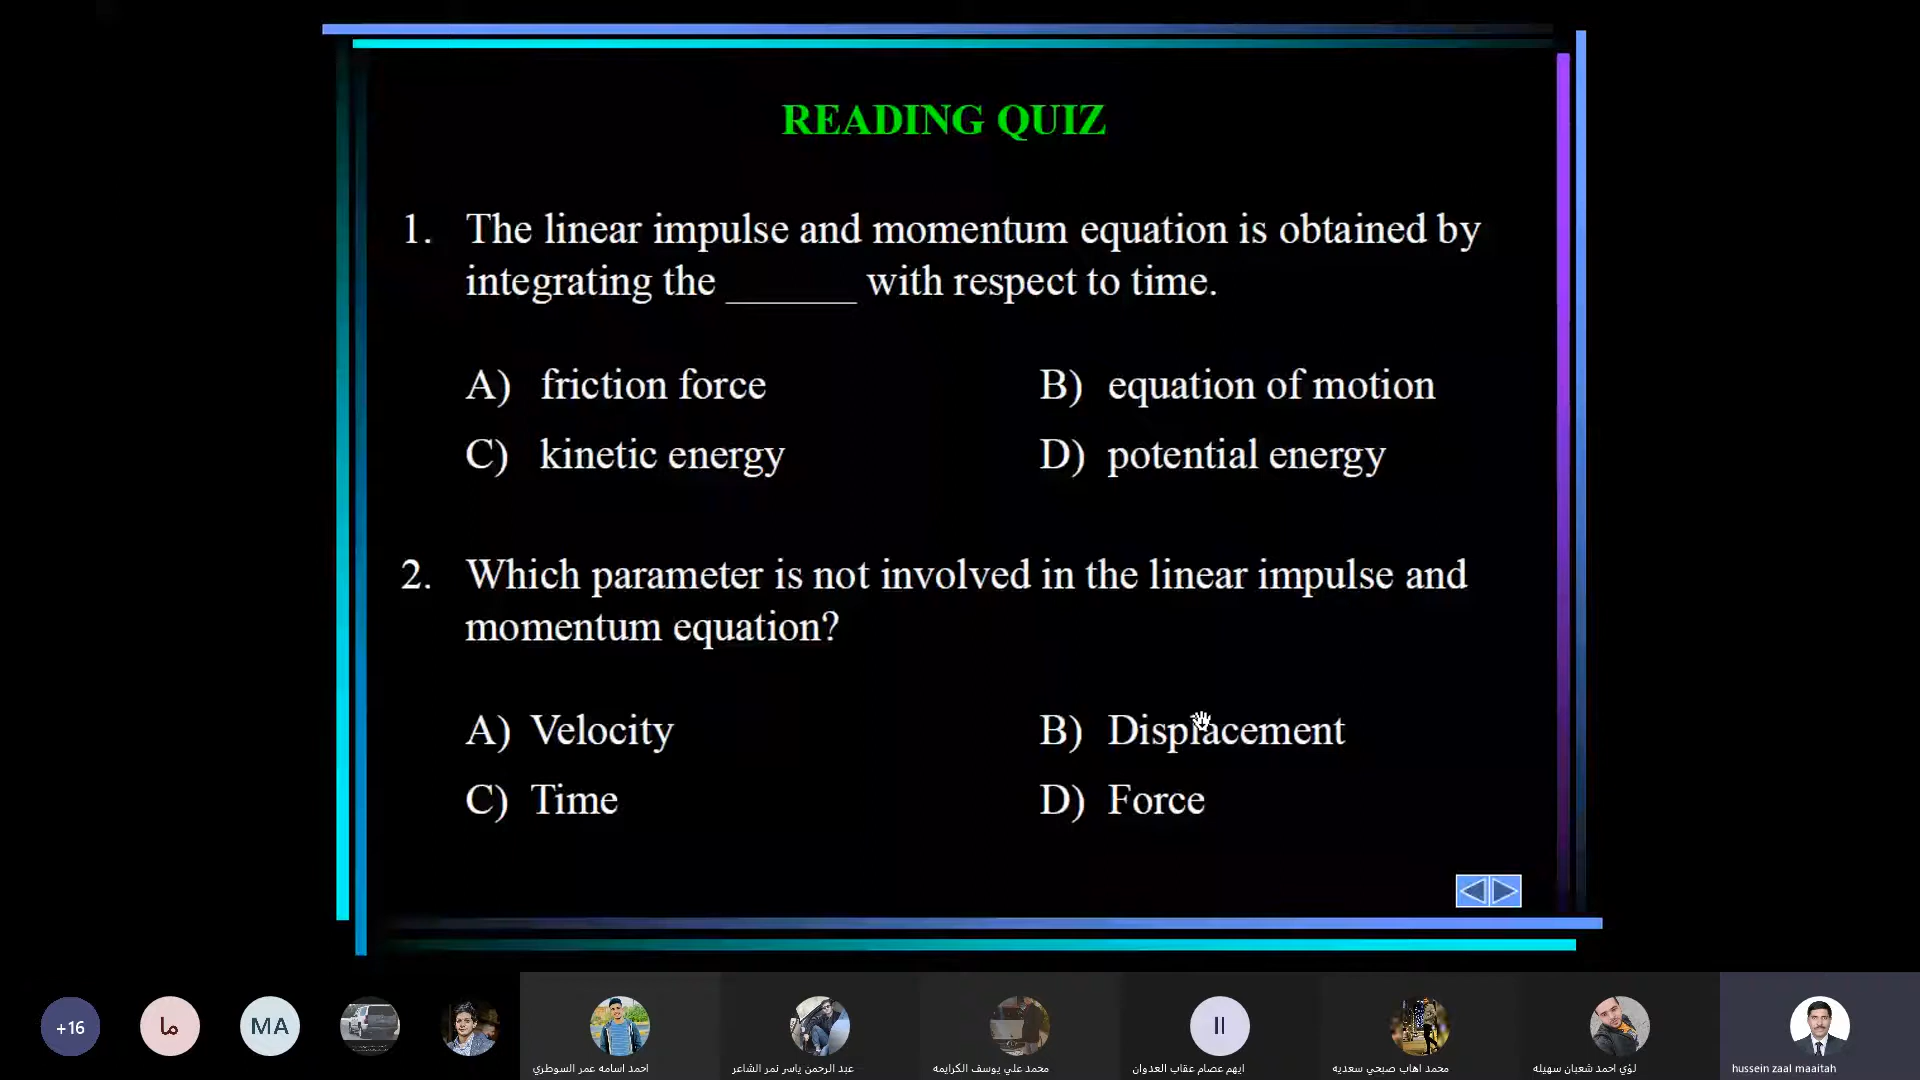 READING QUIZ
1. The linear impulse and momentum equation is obtained by
integrating the _______ with respect to time.
A) friction force B) equation of motion
C) kinetic energy D) potential energy
2. Which parameter is not involved in the linear impulse and
momentum equation?
A) Velocity B) Displacement
C) Time D) Force
+16 ما MA II
احمد اسامه عمر السوطري عبد الرحمن ياسر نمر الشاعر محمد علي يوسف الكرايمه ايهم عصام عقاب العدوان محمد اهاب صبحي سعديه لؤي احمد شعبان سهيله hussein zaal maaitah